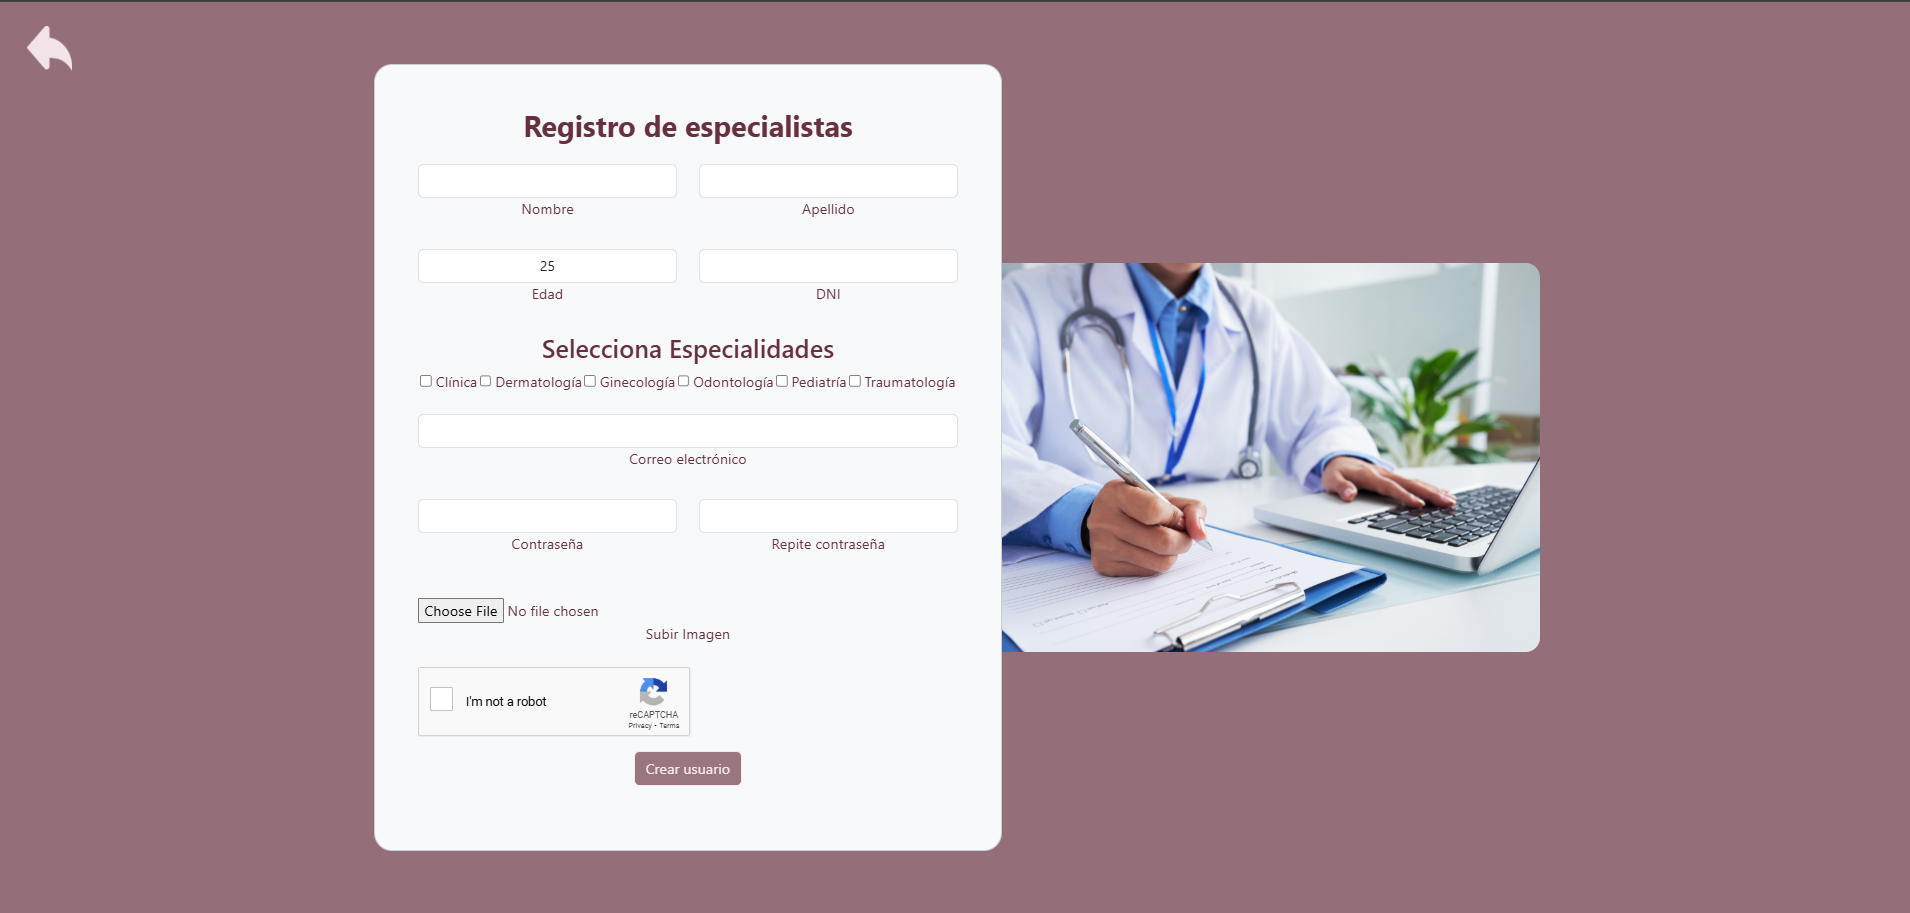 Registro de especialistas
Nombre Apellido
25
Edad DNI
Selecciona Especialidades
Clínica Dermatología Ginecología Odontología Pediatría Traumatología
Correo electrónico
Contraseña Repite contraseña
Choose File No file chosen
Subir Imagen
I'm not a robot
reCAPTCHA
Privacy - Terms
Crear usuario